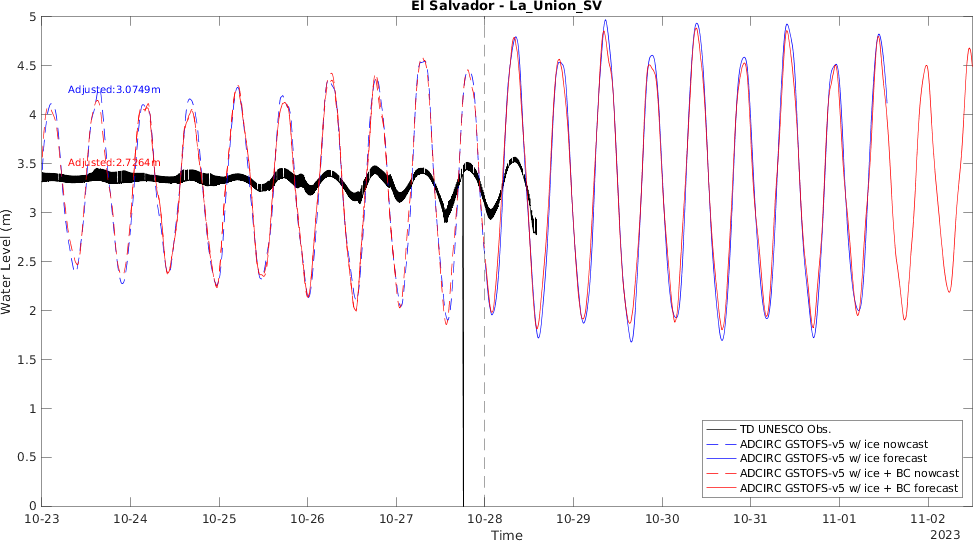 El Salvador - La_Union_SV
Water Level (m)
5
4.5
4
3.5
3
2.5
2
1.5
1
0.5
0
Adjusted:3.0749m
Adjusted:2.7264m
TD UNESCO Obs.
ADCIRC GSTOFS-v5 w/ ice nowcast
ADCIRC GSTOFS-v5 w/ ice forecast
ADCIRC GSTOFS-v5 w/ ice + BC nowcast
ADCIRC GSTOFS-v5 w/ ice + BC forecast
10-23 10-24 10-25 10-26 10-27 10-28 10-29 10-30 10-31 11-01 11-02
Time
2023